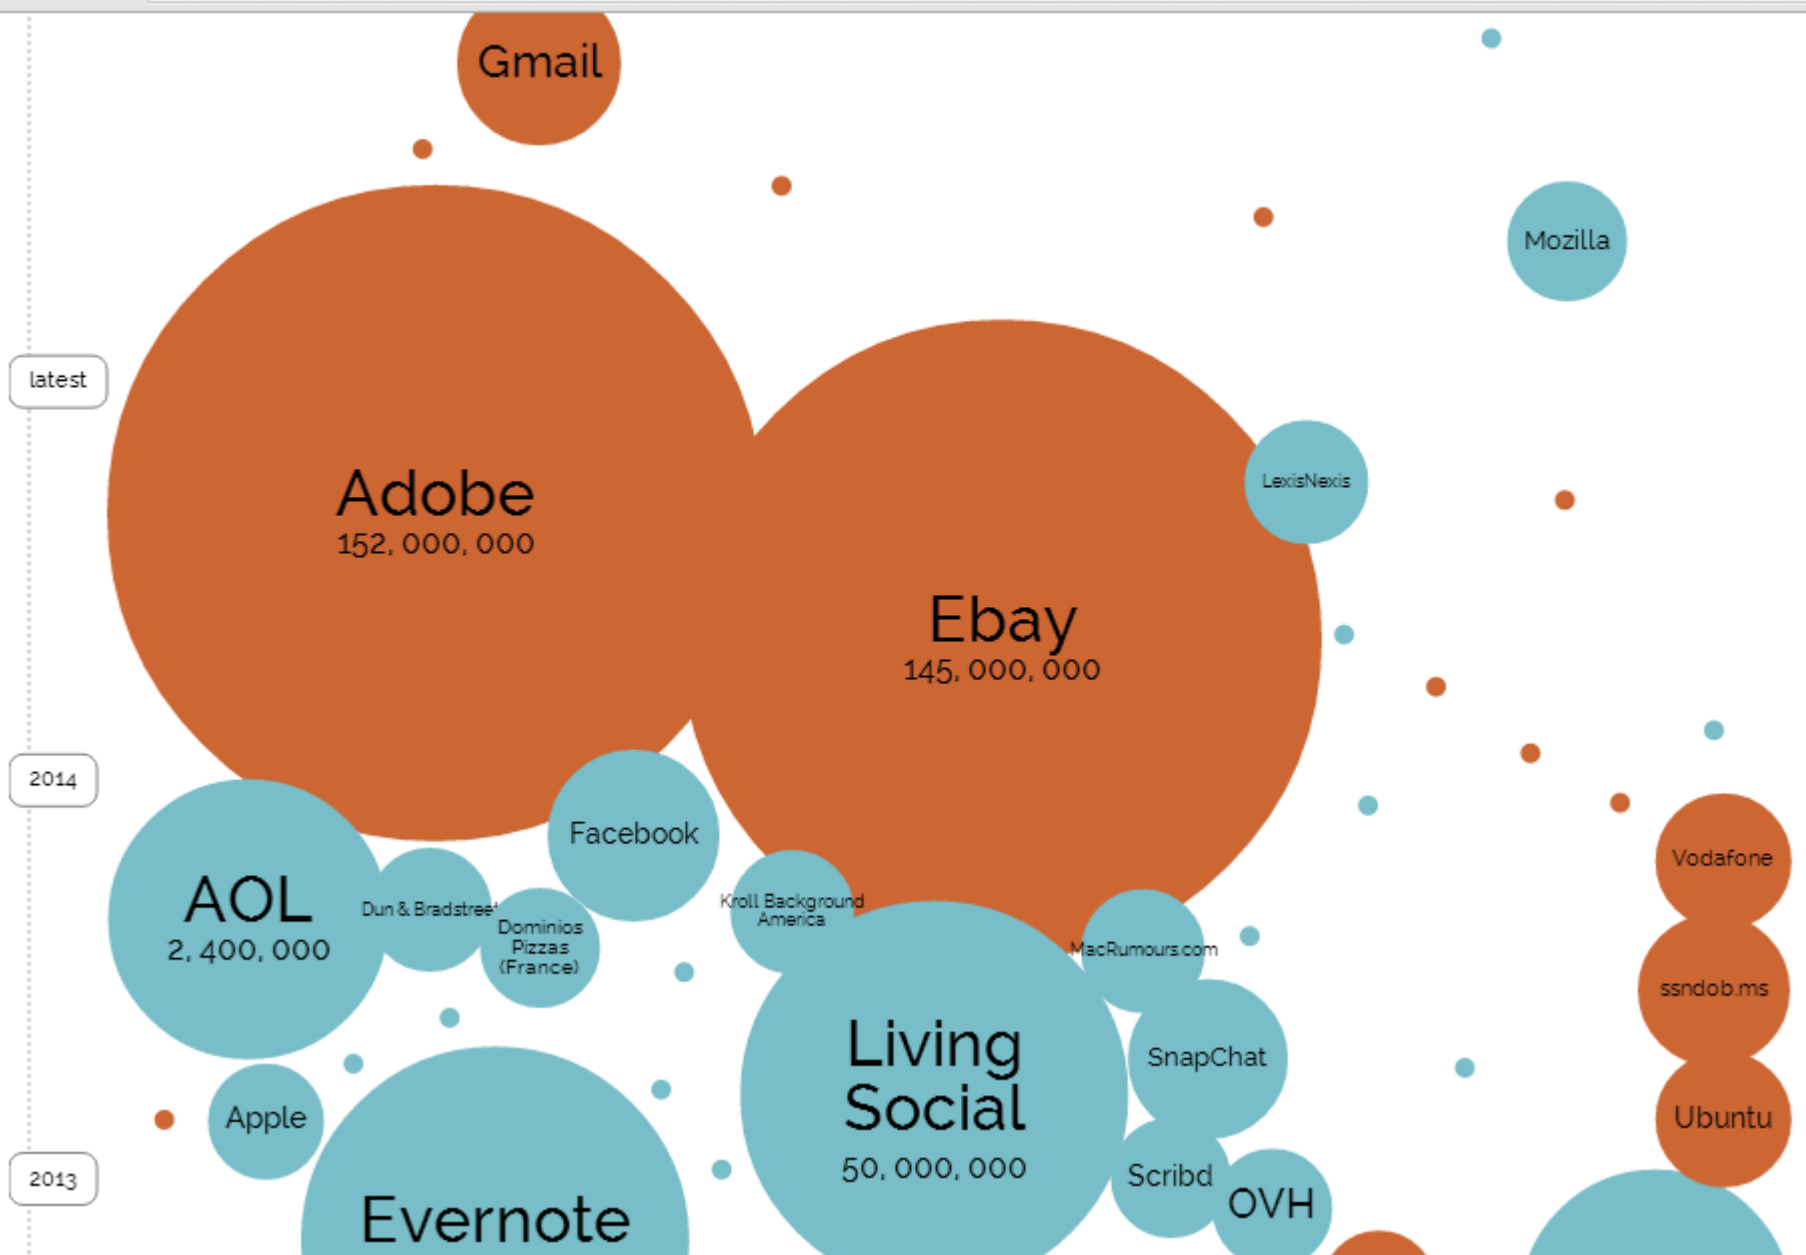 Gmail
Mozilla
latest
LexisNexis
Adobe
152, 000, 000
Ebay
145, 000, 000
2014
Facebook
Vodafone
AOL
2, 400, 000
Dun & Bradstreet
Dominios
Pizzas
(France)
Kroll Background
America
MacRumours.com
ssndob.ms
Living
Social
50, 000, 000
SnapChat
Apple
Ubuntu
2013
Scribd
OVH
Evernote